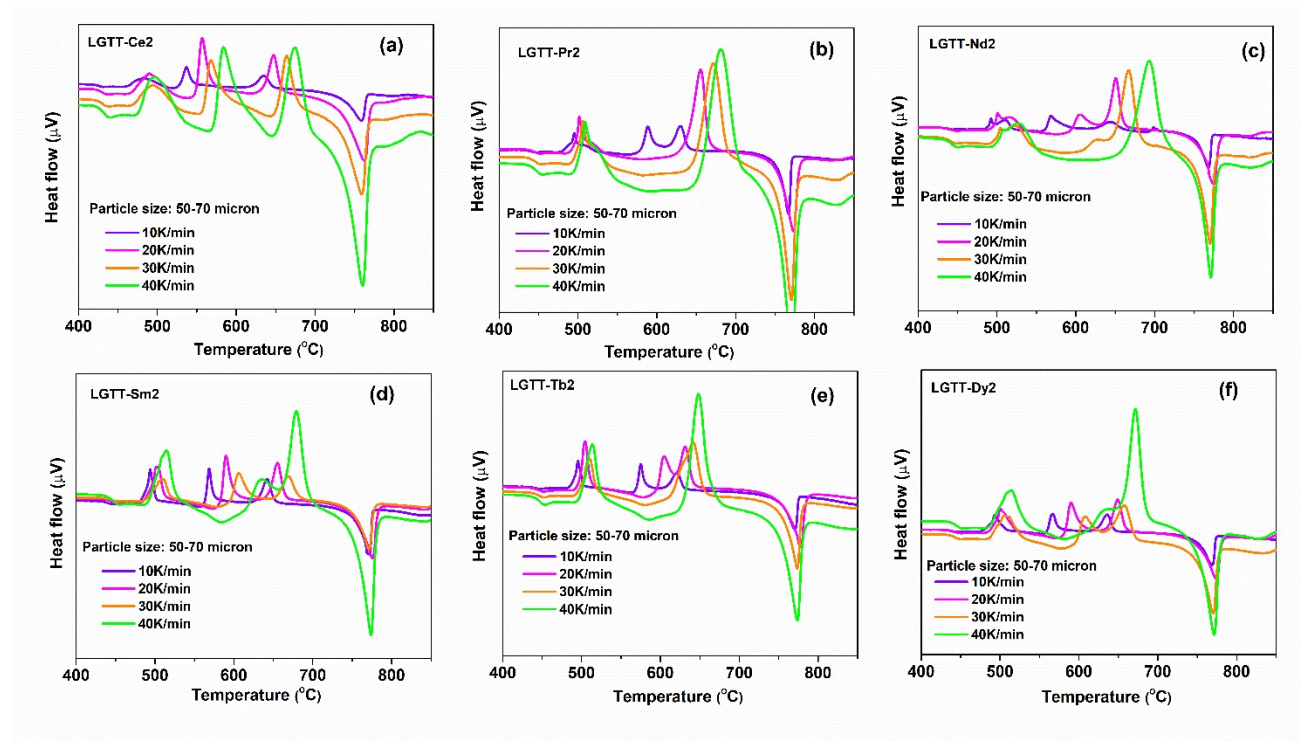 LGTT-Ce2
(a)
Heat flow (μV)
Particle size: 50-70 micron
10K/min
20K/min
30K/min
40K/min
400 500 600 700 800
Temperature (°C)
LGTT-Pr2
(b)
Heat flow (μV)
Particle size: 50-70 micron
10K/min
20K/min
30K/min
40K/min
400 500 600 700 800
Temperature (°C)
LGTT-Nd2
(c)
Heat flow (μV)
Particle size: 50-70 micron
10K/min
20K/min
30K/min
40K/min
400 500 600 700 800
Temperature (°C)
LGTT-Sm2
(d)
Heat flow (μV)
Particle size: 50-70 micron
10K/min
20K/min
30K/min
40K/min
400 500 600 700 800
Temperature (°C)
LGTT-Tb2
(e)
Heat flow (μV)
Particle size: 50-70 micron
10K/min
20K/min
30K/min
40K/min
400 500 600 700 800
Temperature (°C)
LGTT-Dy2
(f)
Heat flow (μV)
Particle size: 50-70 micron
10K/min
20K/min
30K/min
40K/min
400 500 600 700 800
Temperature (°C)